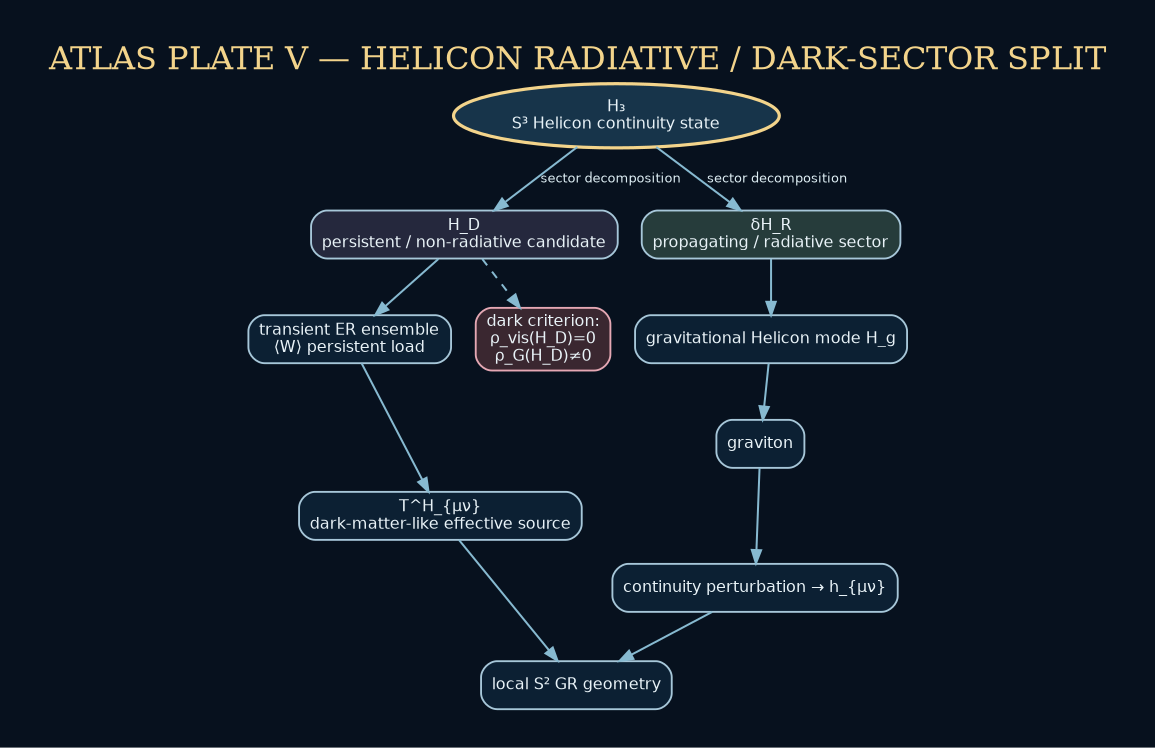 ATLAS PLATE V — HELICON RADIATIVE / DARK-SECTOR SPLIT
H₃
S³ Helicon continuity state
sector decomposition
sector decomposition
H_D
persistent / non-radiative candidate
δH_R
propagating / radiative sector
transient ER ensemble
⟨W⟩ persistent load
dark criterion:
ρ_vis(H_D)=0
ρ_G(H_D)≠0
gravitational Helicon mode H_g
graviton
T^H_{μν}
dark-matter-like effective source
continuity perturbation → h_{μν}
local S² GR geometry